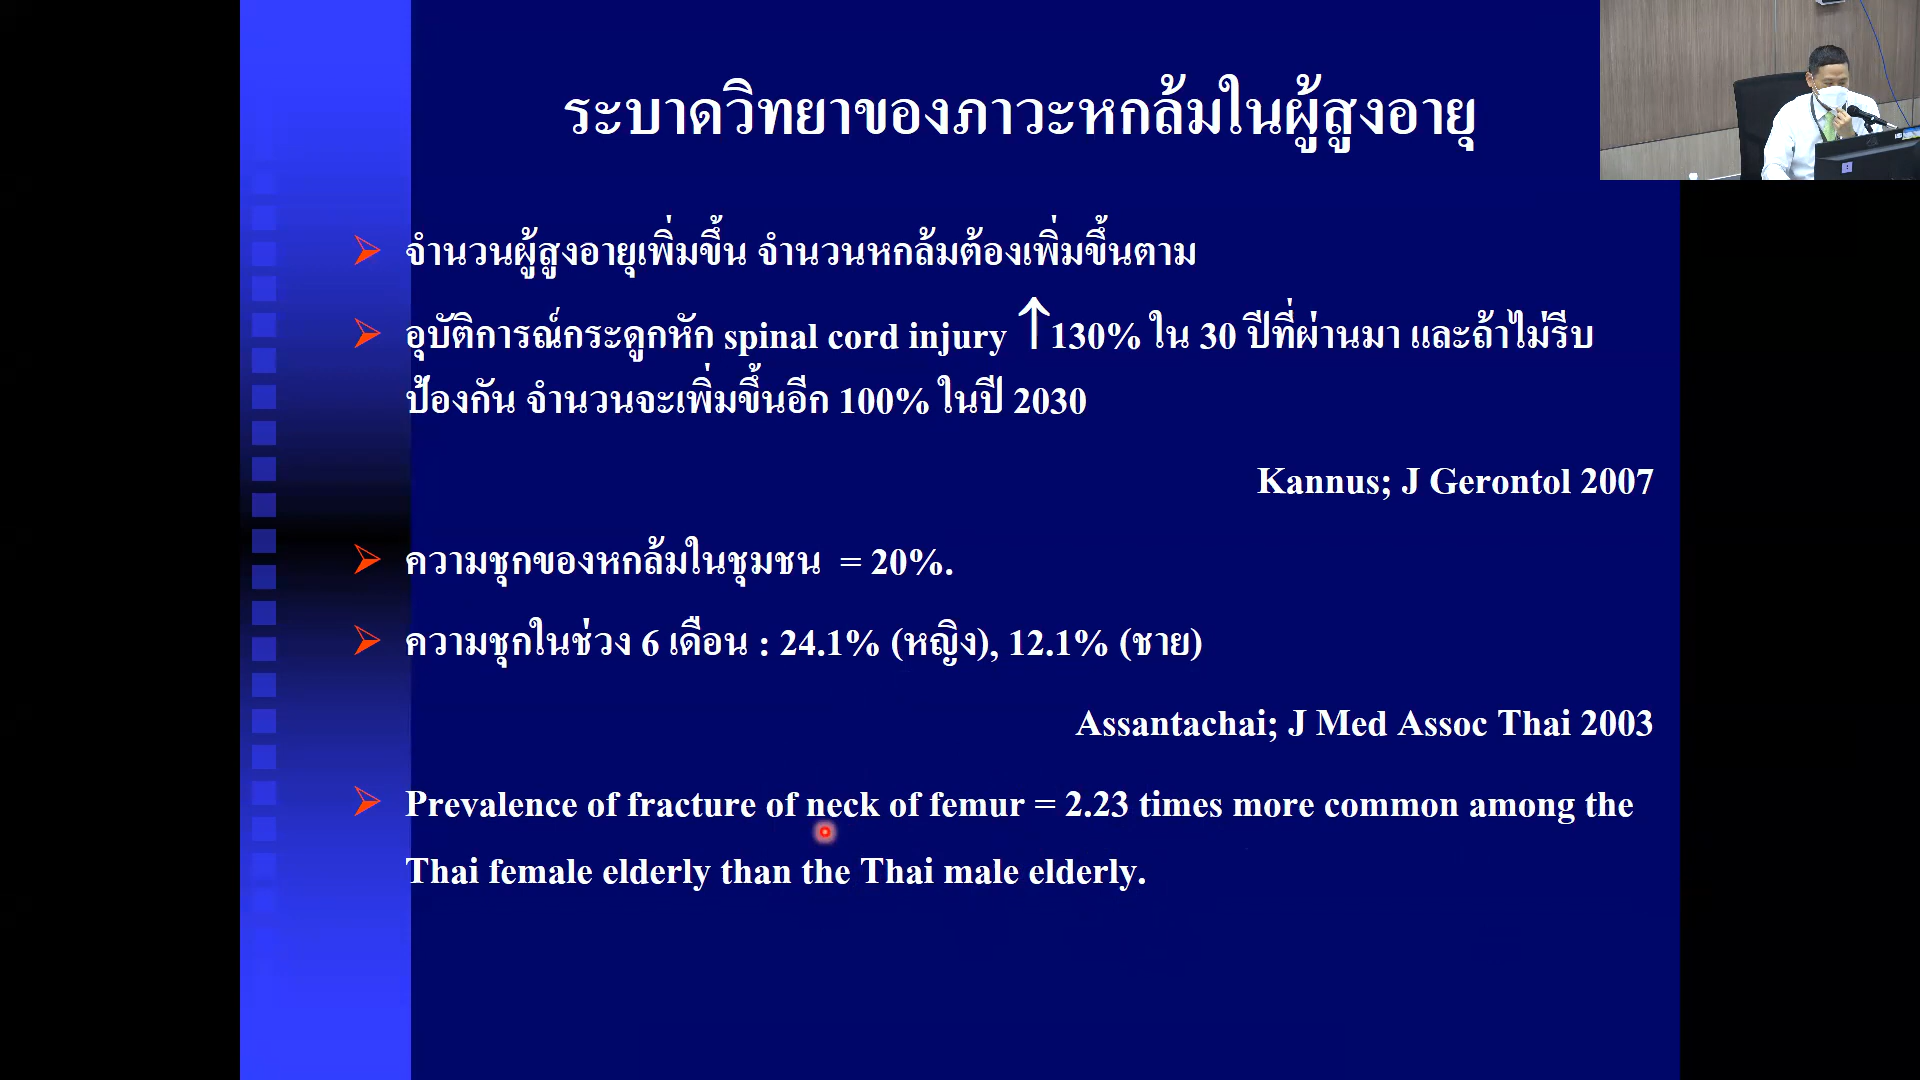 ระบาดวิทยาของภาวะหกล้มในผู้สูงอายุ
จำนวนผู้สูงอายุเพิ่มขึ้น จำนวนหกล้มต้องเพิ่มขึ้นตาม
อุบัติการณ์กระดูกหัก spinal cord injury ↑130% ใน 30 ปีที่ผ่านมา และถ้าไม่รีบ
ป้องกัน จำนวนจะเพิ่มขึ้นอีก 100% ในปี 2030
Kannus; J Gerontol 2007
ความชุกของหกล้มในชุมชน = 20%.
ความชุกในช่วง 6 เดือน : 24.1% (หญิง), 12.1% (ชาย)
Assantachai; J Med Assoc Thai 2003
Prevalence of fracture of neck of femur = 2.23 times more common among the
Thai female elderly than the Thai male elderly.